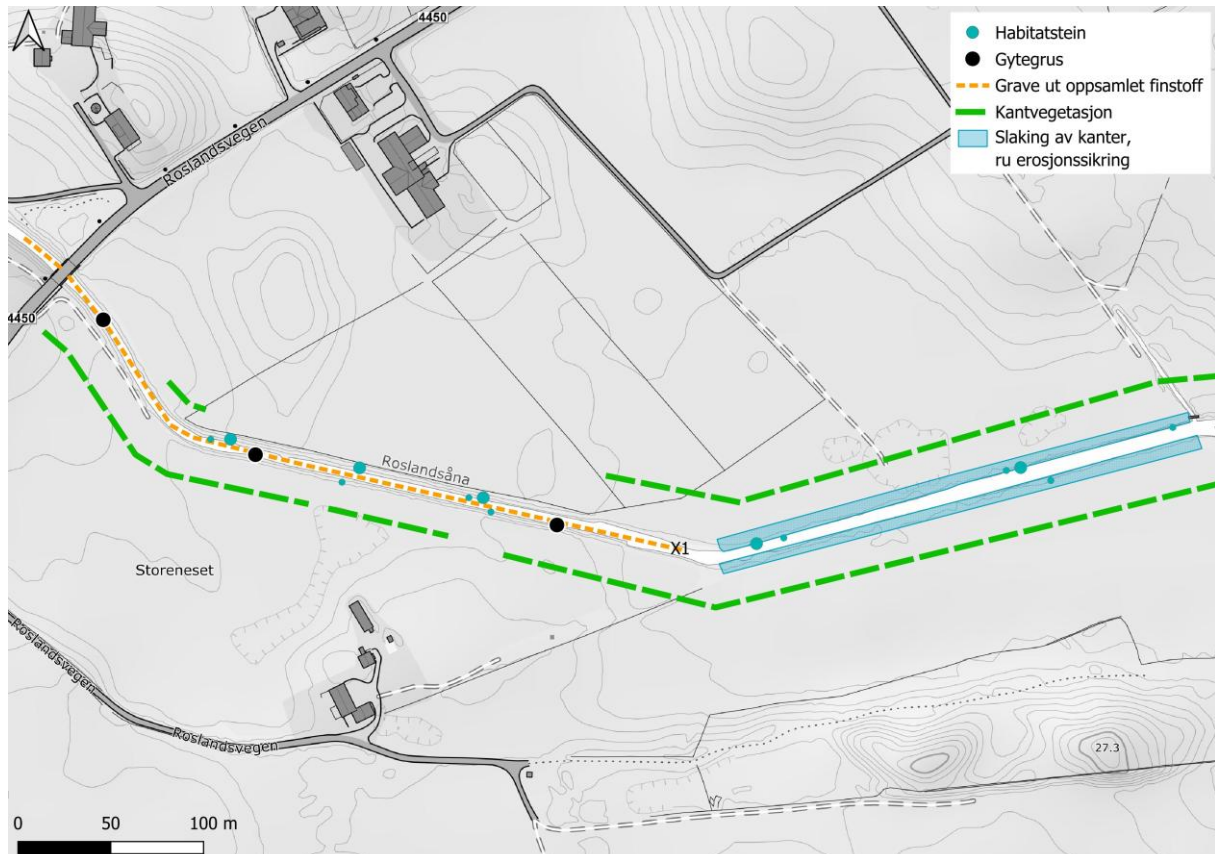 4450
Habitatstein
Gytegrus
Grave ut oppsamlet finstoff
Kantvegetasjon
Slaking av kanter,
ru erosjonssikring
Roslandsvegen
4450
Roslandsåna
X1
Storeneset
Roslandsvegen
Roslandsvegen
27.3
0 50 100 m